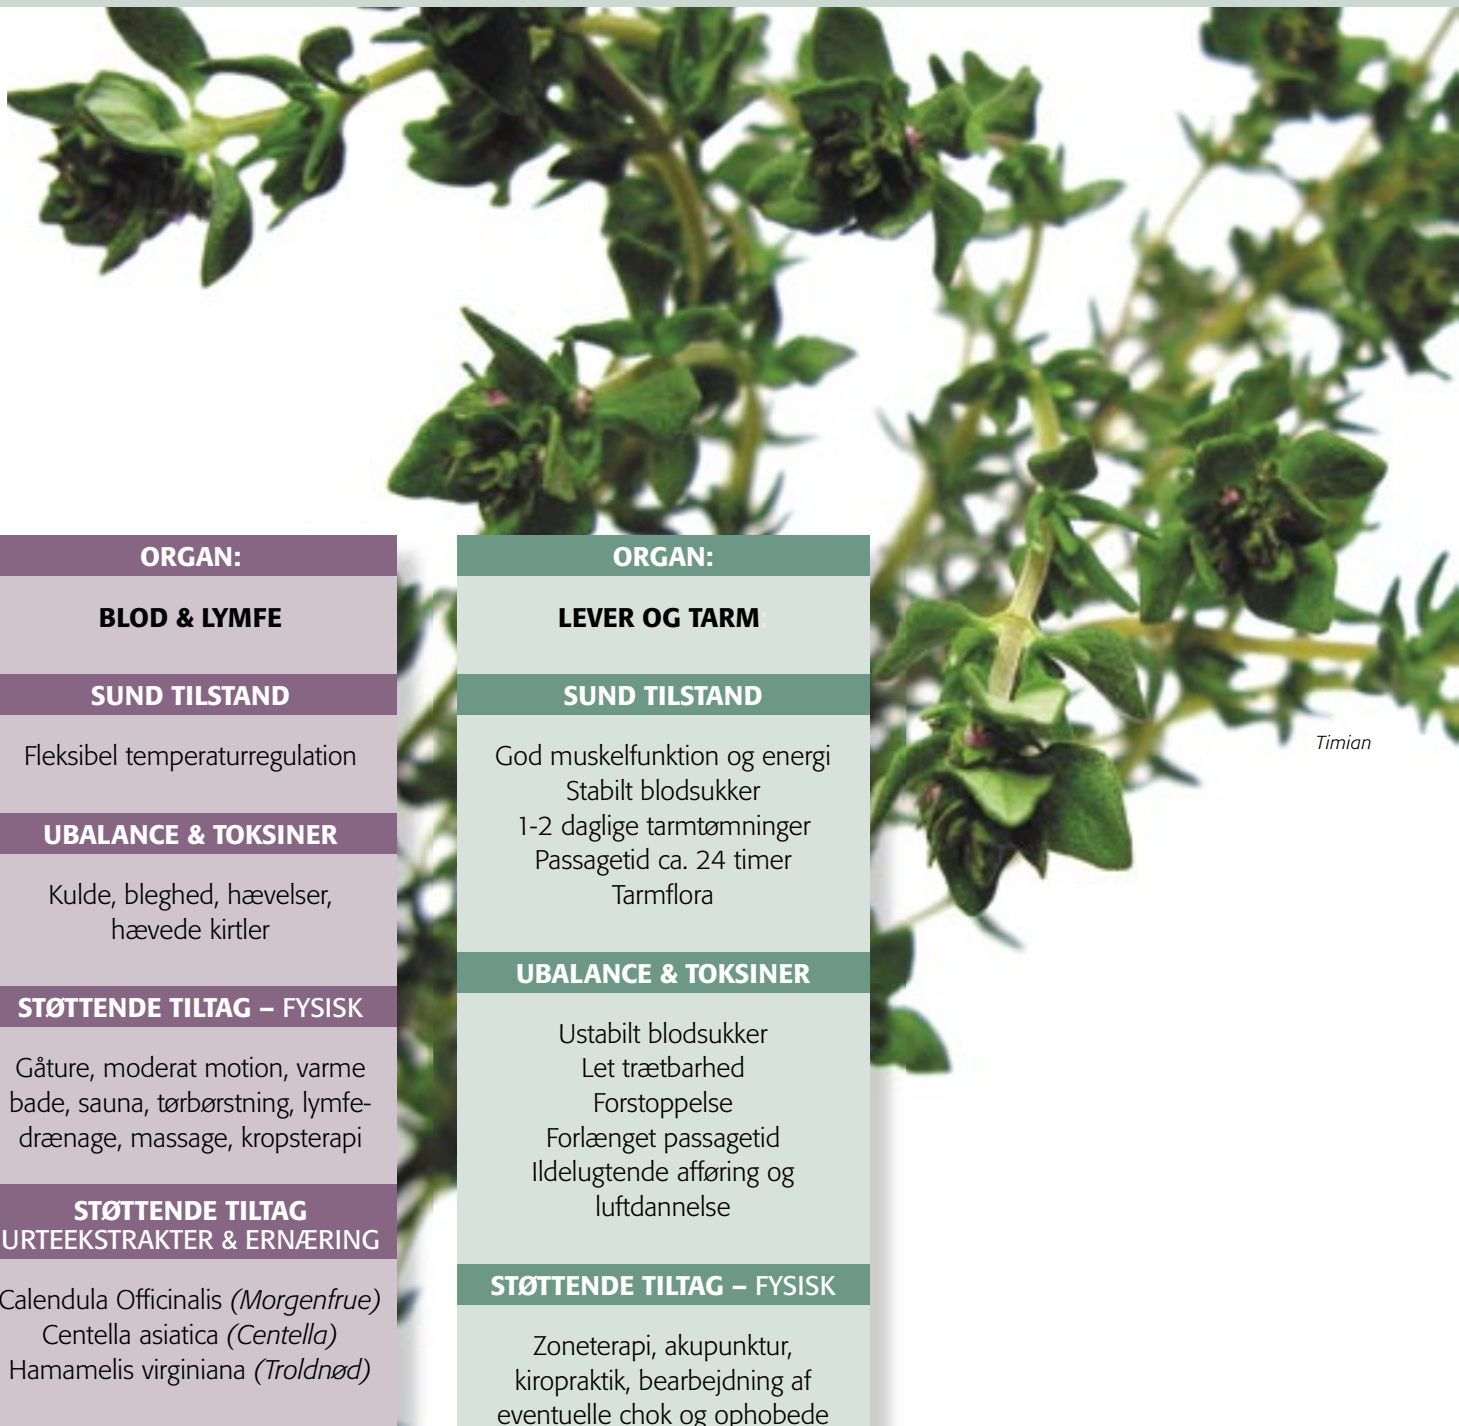 ORGAN:
BLOD & LYMFE
SUND TILSTAND
Fleksibel temperaturregulation
UBALANCE & TOKSINER
Kulde, bleghed, hævelser,
hævede kirtler
STØTTENDE TILTAG – FYSISK
Gåture, moderat motion, varme
bade, sauna, tørbørstning, lymfe-
drænage, massage, kropsterapi
STØTTENDE TILTAG
URTEEKSTRAKTER & ERNÆRING
Calendula Officinalis (Morgenfrue)
Centella asiatica (Centella)
Hamamelis virginiana (Troldnød)
ORGAN:
LEVER OG TARM
SUND TILSTAND
God muskelfunktion og energi
Stabilt blodsukker
1-2 daglige tarmtømninger
Passagetid ca. 24 timer
Tarmflora
UBALANCE & TOKSINER
Ustabilt blodsukker
Let trætbarhed
Forstoppelse
Forlænget passagetid
Ildelugtende afføring og
luftdannelse
STØTTENDE TILTAG – FYSISK
Zoneterapi, akupunktur,
kiropraktik, bearbejdning af
eventuelle chok og ophobede
Timian